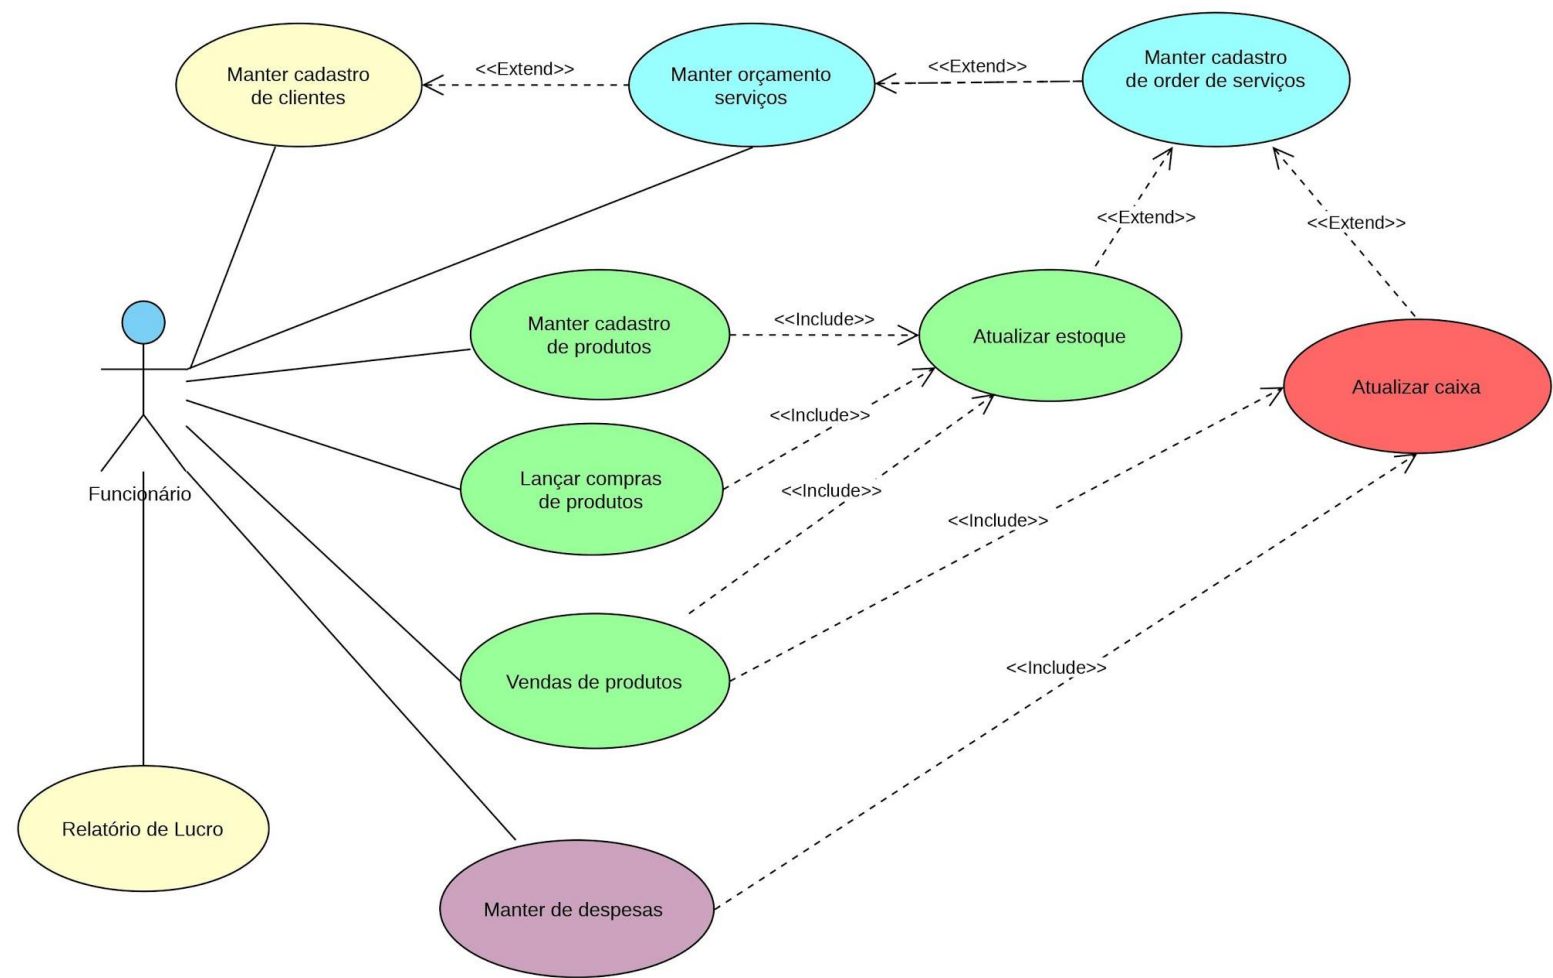 Manter cadastro
de clientes
<<Extend>>
Manter orçamento
serviços
<<Extend>>
Manter cadastro
de order de serviços
<<Extend>>
<<Extend>>
Manter cadastro
de produtos
<<Include>>
Atualizar estoque
Atualizar caixa
<<Include>>
Lançar compras
de produtos
<<Include>>
Funcionário
<<Include>>
Vendas de produtos
<<Include>>
Relatório de Lucro
Manter de despesas